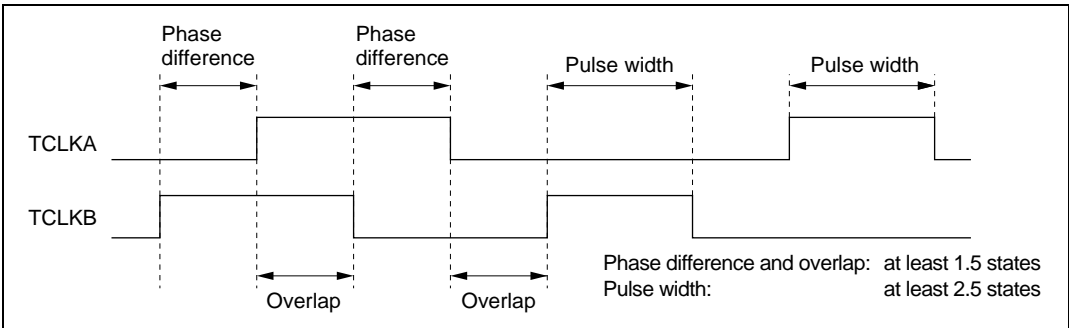 Phase
difference
Phase
difference
Pulse width
Pulse width
TCLKA
TCLKB
Overlap
Overlap
Phase difference and overlap: at least 1.5 states
Pulse width: at least 2.5 states